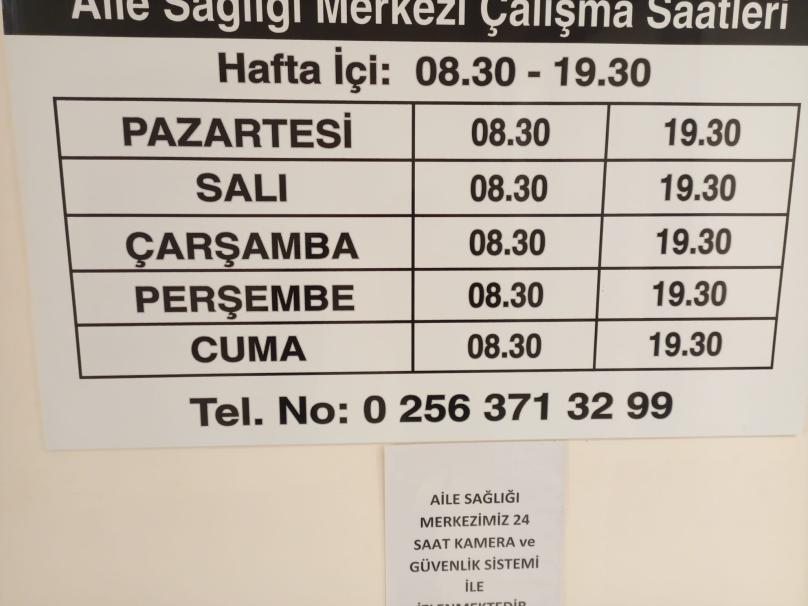 Aile Sağlığı Merkezi Çalışma Saatleri
Hafta İçi: 08.30 - 19.30
PAZARTESİ 08.30 19.30
SALI 08.30 19.30
ÇARŞAMBA 08.30 19.30
PERŞEMBE 08.30 19.30
CUMA 08.30 19.30
Tel. No: 0 256 371 32 99
AİLE SAĞLIĞI
MERKEZİMİZ 24
SAAT KAMERA ve
GÜVENLİK SİSTEMİ
İLE
İZLENMEKTEDİR